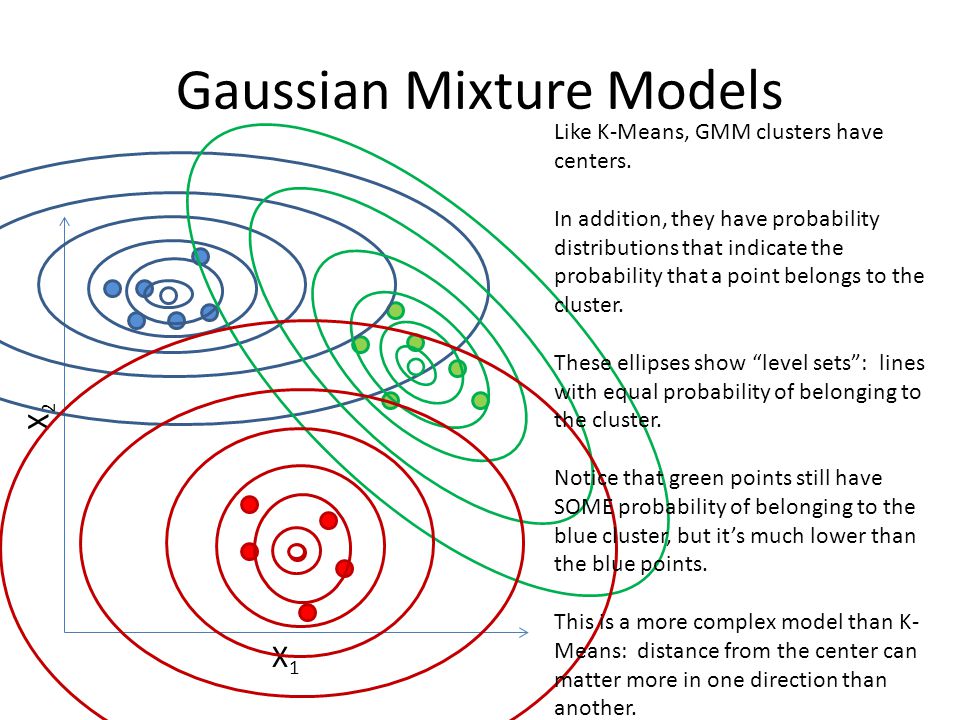 Gaussian Mixture Models
Like K-Means, GMM clusters have
centers.
In addition, they have probability
distributions that indicate the
probability that a point belongs to the
cluster.
These ellipses show “level sets”:  lines
with equal probability of belonging to
the cluster.
Notice that green points still have
SOME probability of belonging to the
blue cluster, but it’s much lower than
the blue points.
This is a more complex model than K-
Means:  distance from the center can
matter more in one direction than
another.
X2
X1